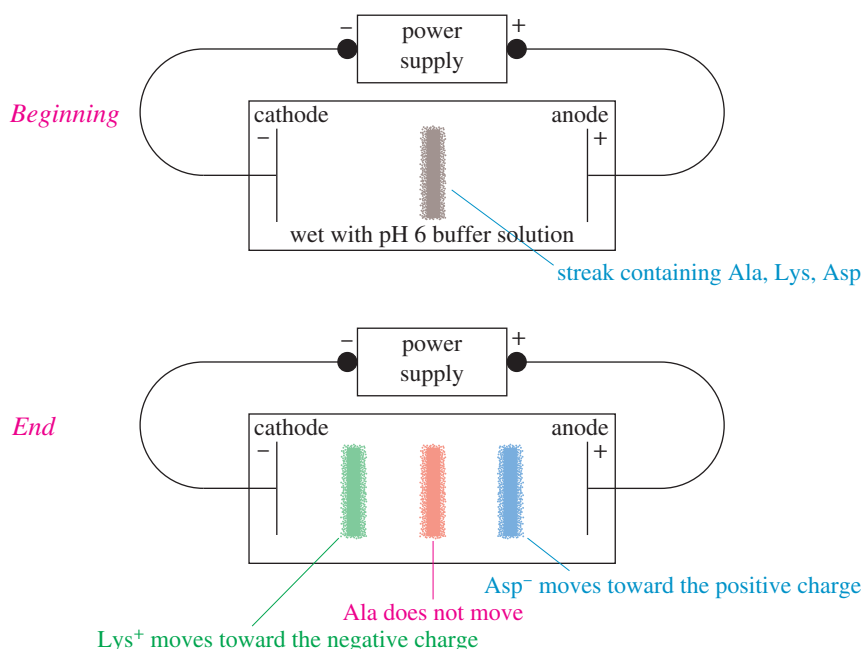 − power supply +
Beginning
cathode anode
− +
wet with pH 6 buffer solution
streak containing Ala, Lys, Asp
− power supply +
End
cathode anode
− +
Asp⁻ moves toward the positive charge
Ala does not move
Lys⁺ moves toward the negative charge